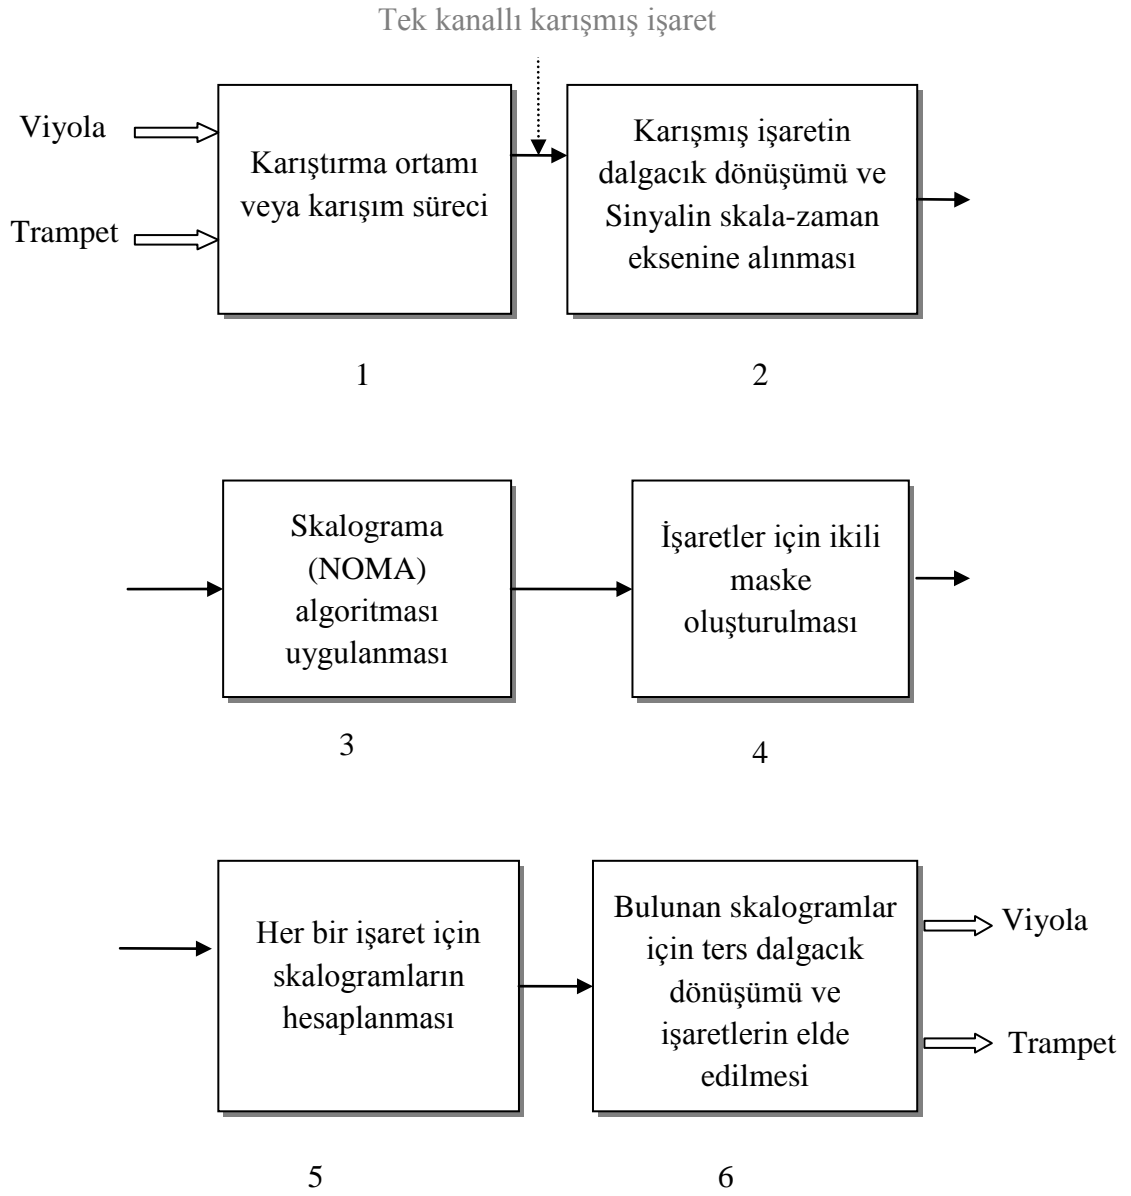 Tek kanallı karışmış işaret
Viyola
Trampet
Karıştırma ortamı
veya karışım süreci
Karışmış işaretin
dalgacık dönüşümü ve
Sinyalin skala-zaman
eksenine alınması
1
2
Skalograma
(NOMA)
algoritması
uygulanması
İşaretler için ikili
maske
oluşturulması
3
4
Her bir işaret için
skalogramların
hesaplanması
Bulunan skalogramlar
için ters dalgacık
dönüşümü ve
işaretlerin elde
edilmesi
Viyola
Trampet
5
6